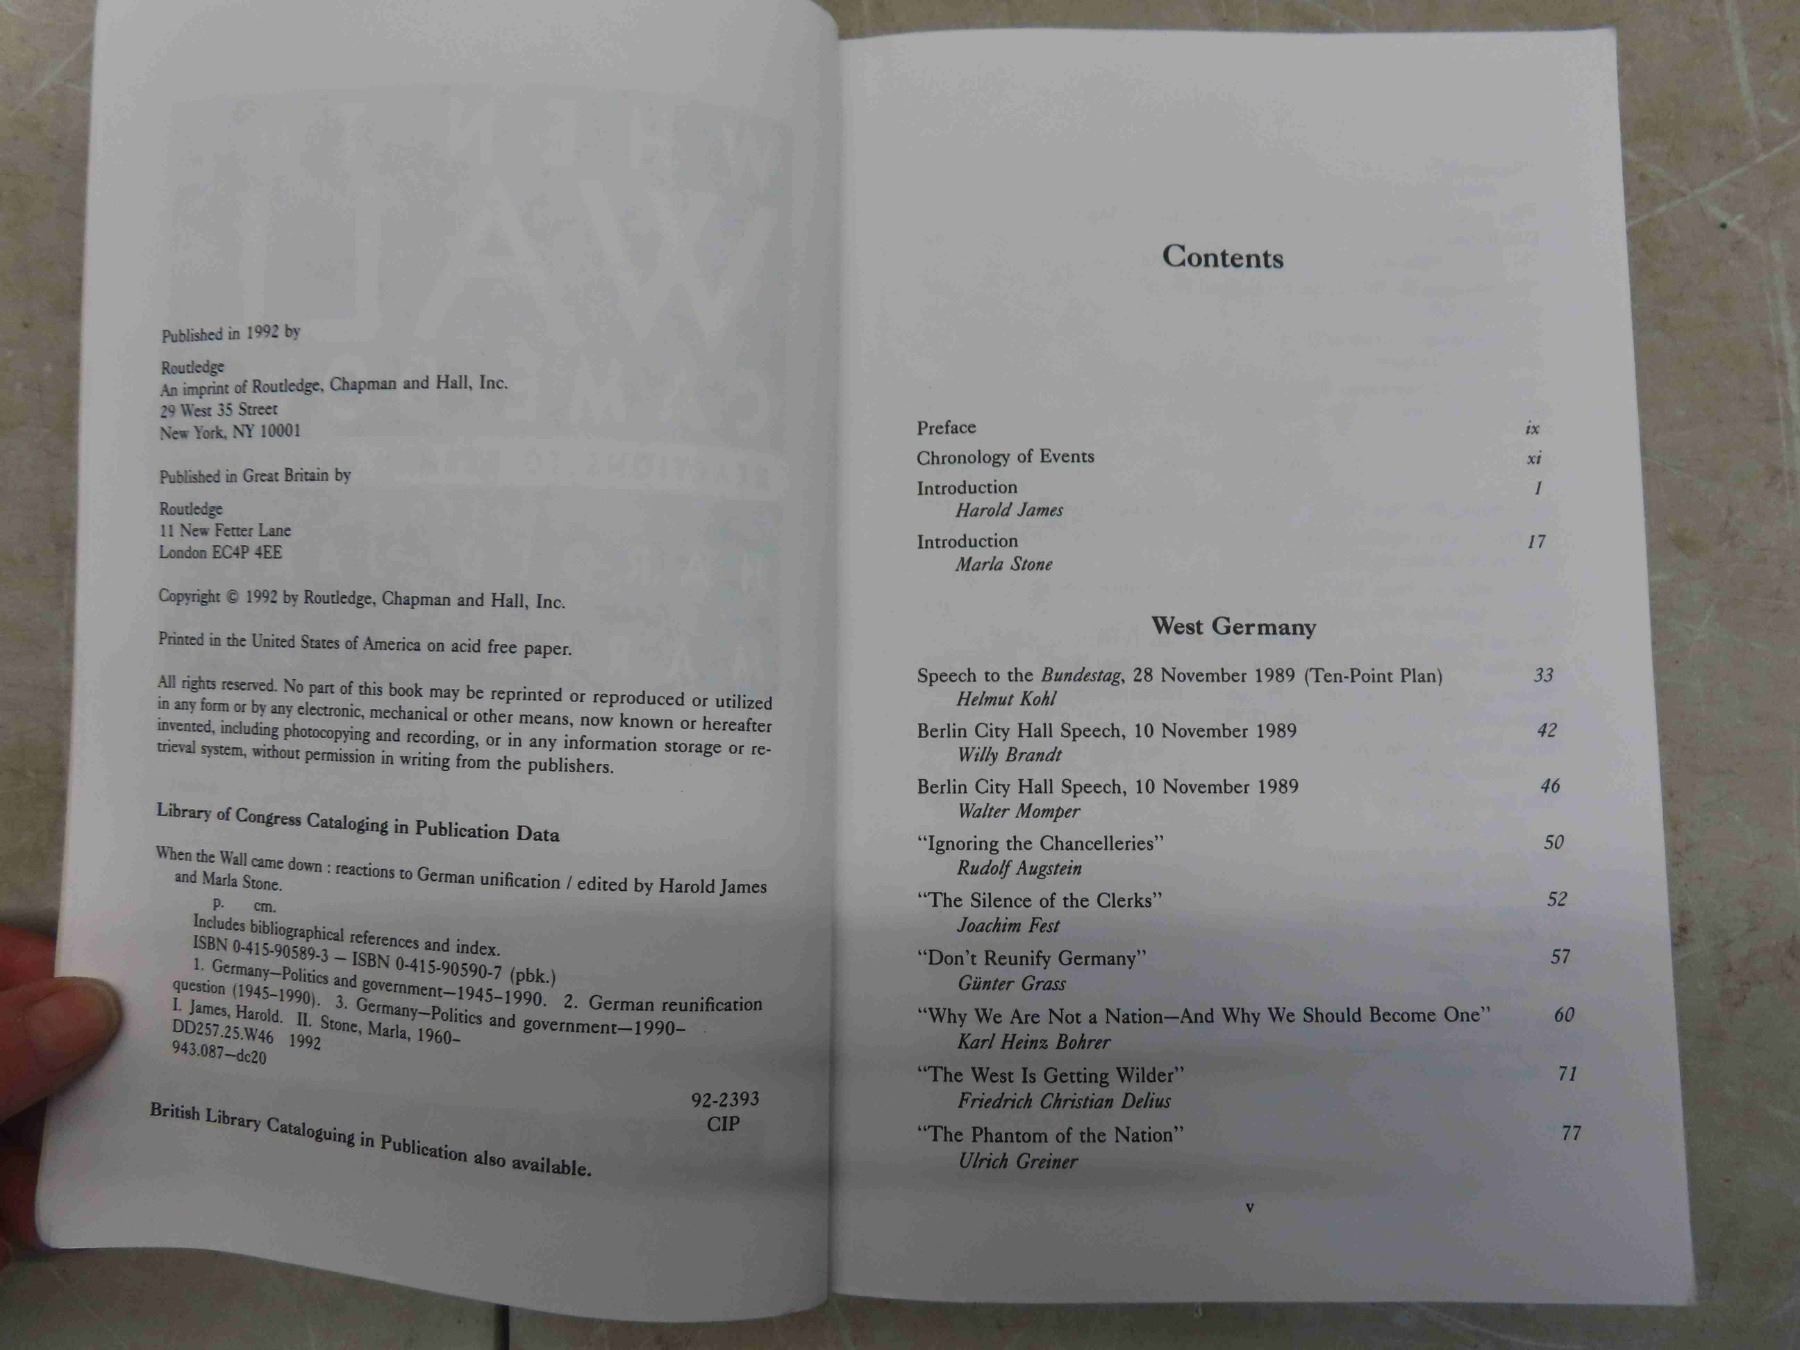 Published in 1992 by
Routledge
An imprint of Routledge, Chapman and Hall, Inc.
29 West 35 Street
New York, NY 10001
Published in Great Britain by
Routledge
11 New Fetter Lane
London EC4P 4EE
Copyright © 1992 by Routledge, Chapman and Hall, Inc.
Printed in the United States of America on acid free paper.
All rights reserved. No part of this book may be reprinted or reproduced or utilized
in any form or by any electronic, mechanical or other means, now known or hereafter
invented, including photocopying and recording, or in any information storage or re-
trieval system, without permission in writing from the publishers.
Library of Congress Cataloging in Publication Data
When the Wall came down : reactions to German unification / edited by Harold James
and Marla Stone.
p. cm.
Includes bibliographical references and index.
ISBN 0-415-90589-3 — ISBN 0-415-90590-7 (pbk.)
1. Germany—Politics and government—1945-1990. 2. German reunification
question (1945-1990). 3. Germany—Politics and government—1990-
I. James, Harold. II. Stone, Marla, 1960-
DD257.25.W46 1992
943.087—dc20
92-2393
CIP
British Library Cataloguing in Publication also available.
Contents
Preface ix
Chronology of Events xi
Introduction 1
Harold James
Introduction 17
Marla Stone
West Germany
Speech to the Bundestag, 28 November 1989 (Ten-Point Plan) 33
Helmut Kohl
Berlin City Hall Speech, 10 November 1989 42
Willy Brandt
Berlin City Hall Speech, 10 November 1989 46
Walter Momper
“Ignoring the Chancelleries” 50
Rudolf Augstein
“The Silence of the Clerks” 52
Joachim Fest
“Don’t Reunify Germany” 57
Günter Grass
“Why We Are Not a Nation—And Why We Should Become One” 60
Karl Heinz Bohrer
“The West Is Getting Wilder” 71
Friedrich Christian Delius
“The Phantom of the Nation” 77
Ulrich Greiner
v